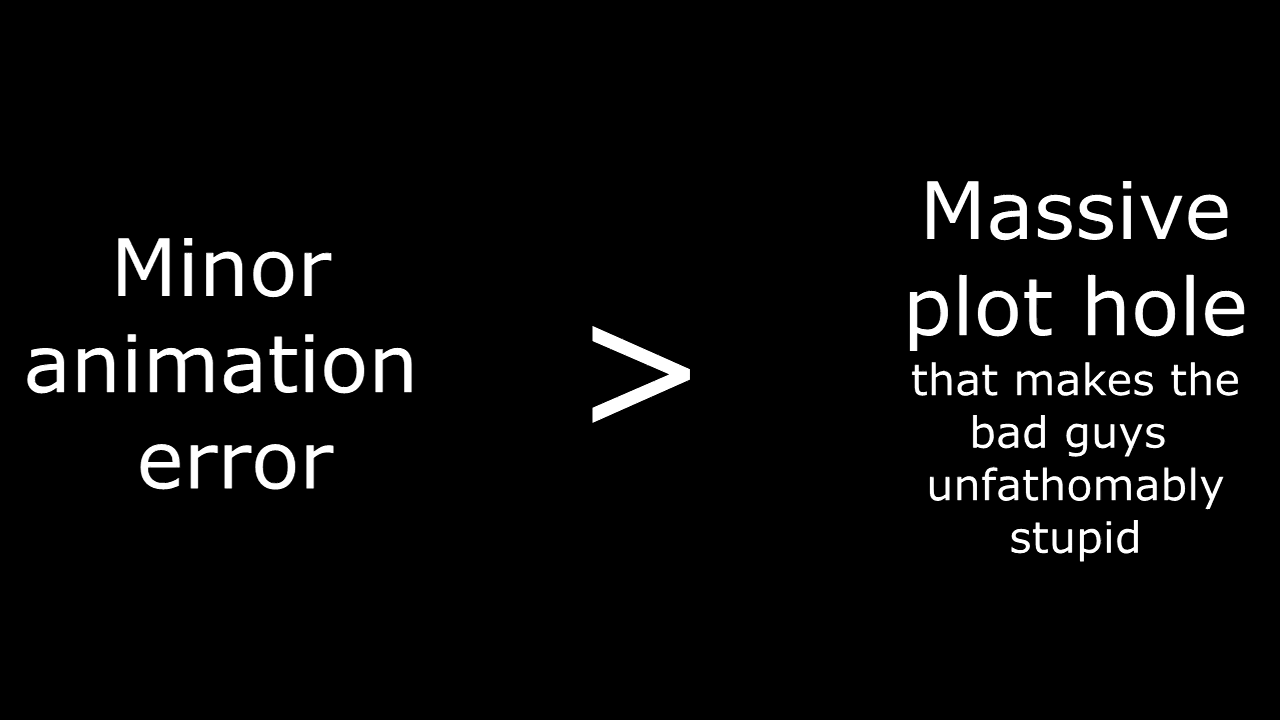 Minor
animation
error
>
Massive
plot hole
that makes the
bad guys
unfathomably
stupid